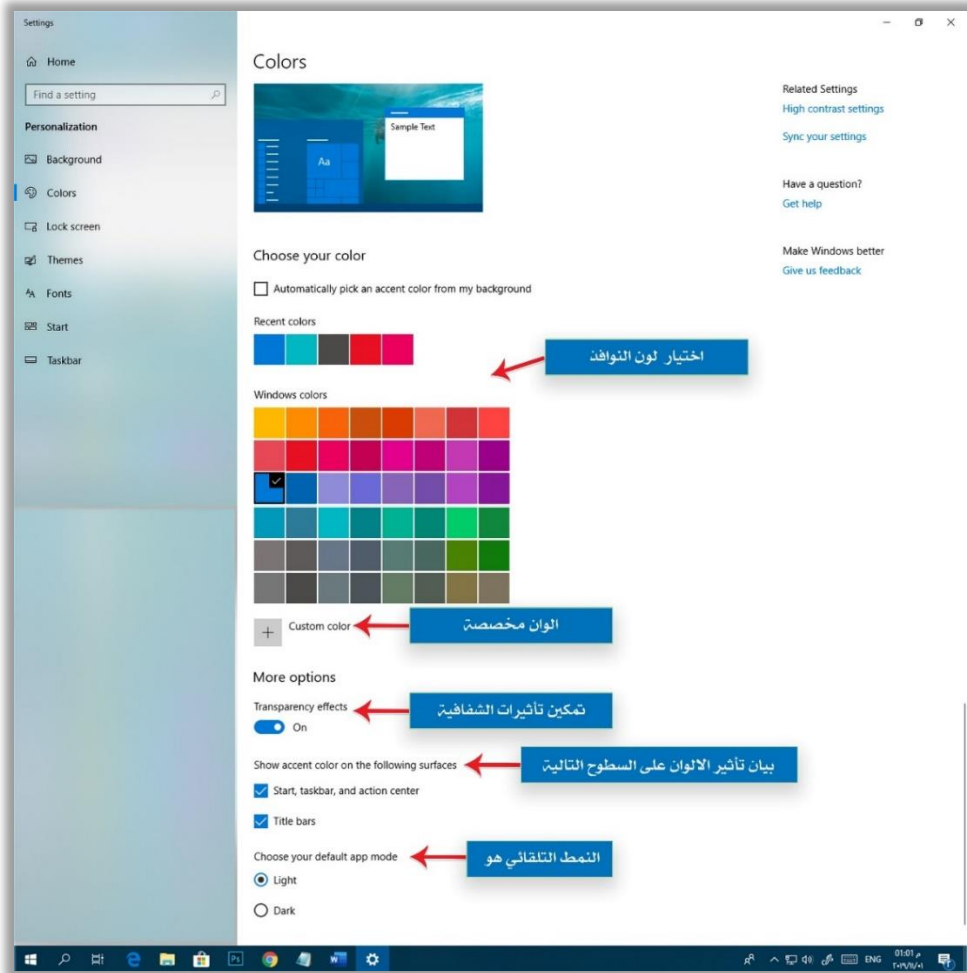 Settings
Home
Find a setting
Personalization
Background
Colors
Lock screen
Themes
Fonts
Start
Taskbar
Colors
Sample Text
Aa
Choose your color
Automatically pick an accent color from my background
Recent colors
اختيار لون النوافذ
Windows colors
Custom color
الوان مخصصة
More options
Transparency effects
تمكين تأثيرات الشفافية
On
Show accent color on the following surfaces
بيان تأثير الالوان على السطوح التالية
Start, taskbar, and action center
Title bars
Choose your default app mode
النمط التلقائي هو
Light
Dark
Related Settings
High contrast settings
Sync your settings
Have a question?
Get help
Make Windows better
Give us feedback
Ps
ENG
01:01 م
٢٠١٩/١١/٠١